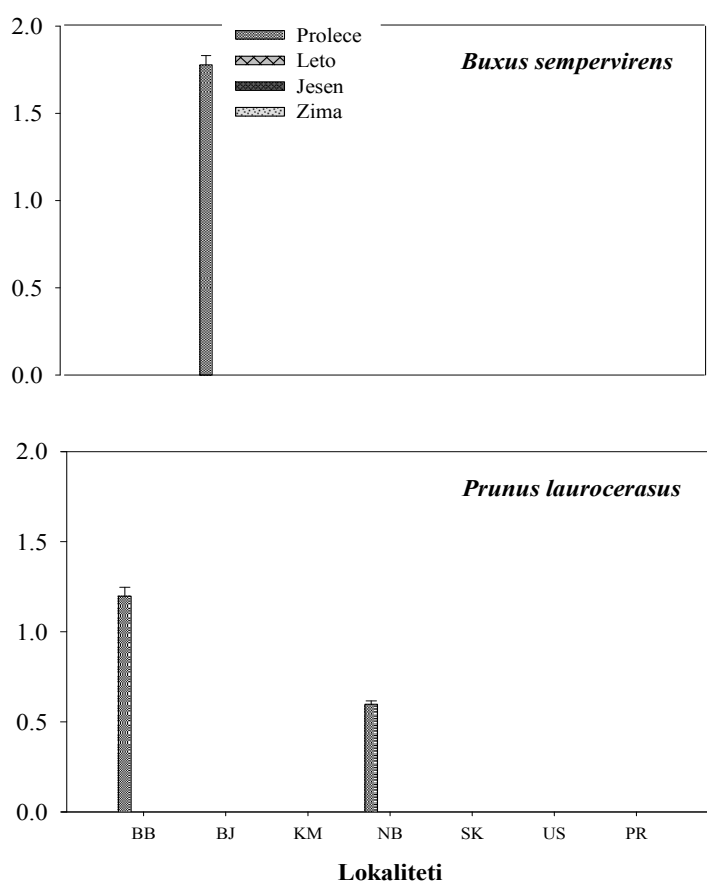 2.0
Prolece
Leto
Jesen
Zima
Buxus sempervirens
1.5
1.0
0.5
0.0
2.0
Prunus laurocerasus
1.5
1.0
0.5
0.0
BB BJ KM NB SK US PR
Lokaliteti